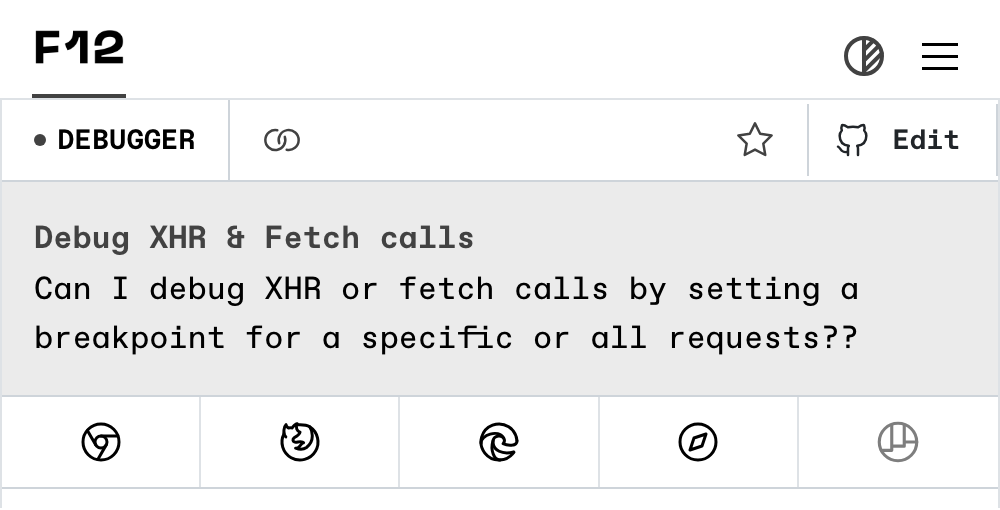 F12
DEBUGGER
Edit
Debug XHR & Fetch calls
Can I debug XHR or fetch calls by setting a
breakpoint for a specific or all requests??